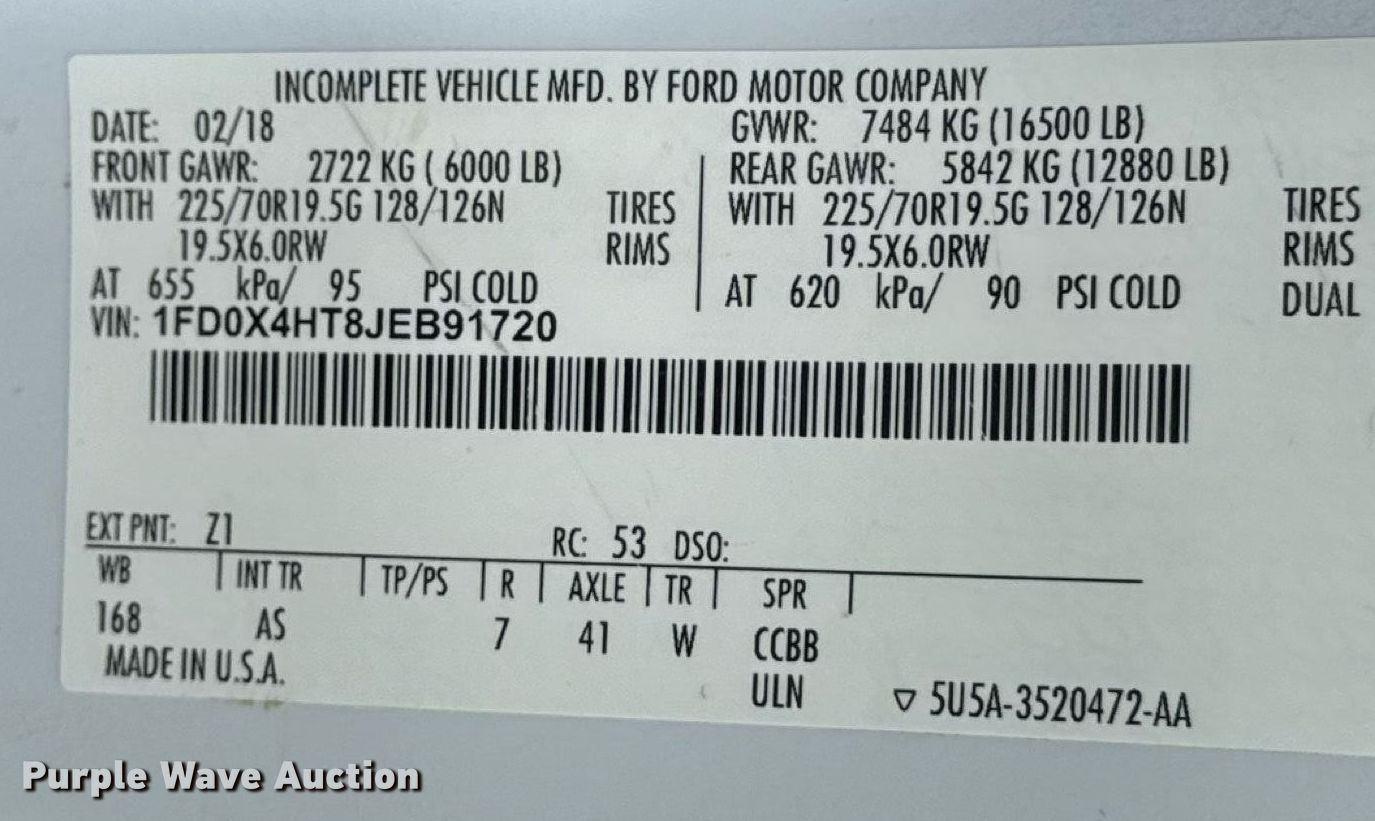 INCOMPLETE VEHICLE MFD. BY FORD MOTOR COMPANY
DATE: 02/18 GVWR: 7484 KG (16500 LB)
FRONT GAWR: 2722 KG ( 6000 LB) REAR GAWR: 5842 KG (12880 LB)
WITH 225/70R19.5G 128/126N TIRES WITH 225/70R19.5G 128/126N TIRES
19.5X6.0RW RIMS 19.5X6.0RW RIMS
AT 655 kPa/ 95 PSI COLD AT 620 kPa/ 90 PSI COLD DUAL
VIN: 1FD0X4HT8JEB91720
EXT PNT: Z1 RC: 53 DSO:
WB INT TR TP/PS R AXLE TR SPR
168 AS 7 41 W CCBB
MADE IN U.S.A. ULN ▽ 5U5A-3520472-AA
Purple Wave Auction